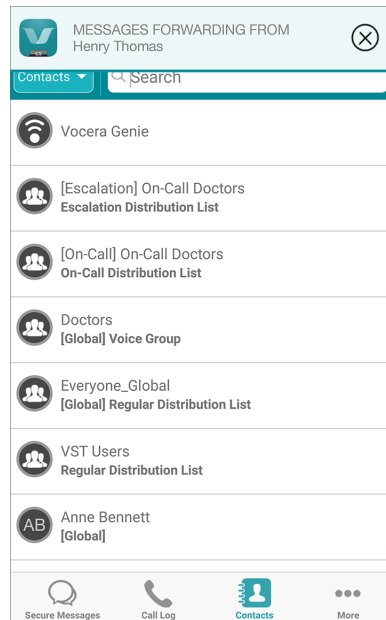 MESSAGES FORWARDING FROM
Henry Thomas
CS
Contacts
Search
Vocera Genie
[Escalation] On-Call Doctors
Escalation Distribution List
[On-Call] On-Call Doctors
On-Call Distribution List
Doctors
[Global] Voice Group
Everyone_Global
[Global] Regular Distribution List
VST Users
Regular Distribution List
AB
Anne Bennett
[Global]
Secure Messages
Call Log
Contacts
More